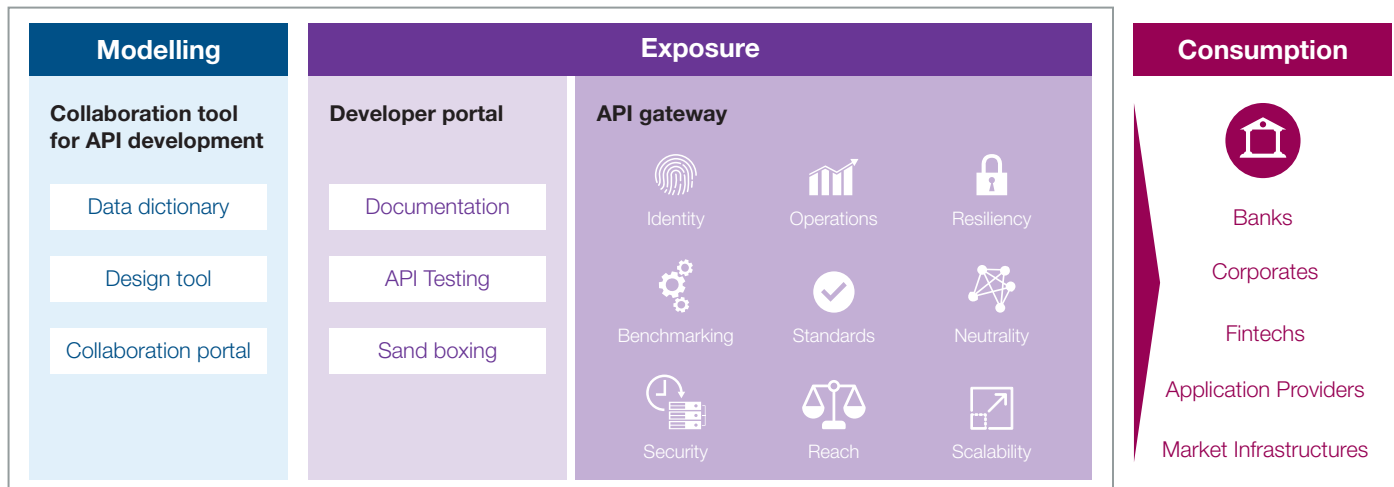 Modelling
Exposure
Consumption
Collaboration tool
for API development
Data dictionary
Design tool
Collaboration portal
Developer portal
Documentation
API Testing
Sand boxing
API gateway
Identity
Operations
Resiliency
Benchmarking
Standards
Neutrality
Security
Reach
Scalability
Banks
Corporates
Fintechs
Application Providers
Market Infrastructures